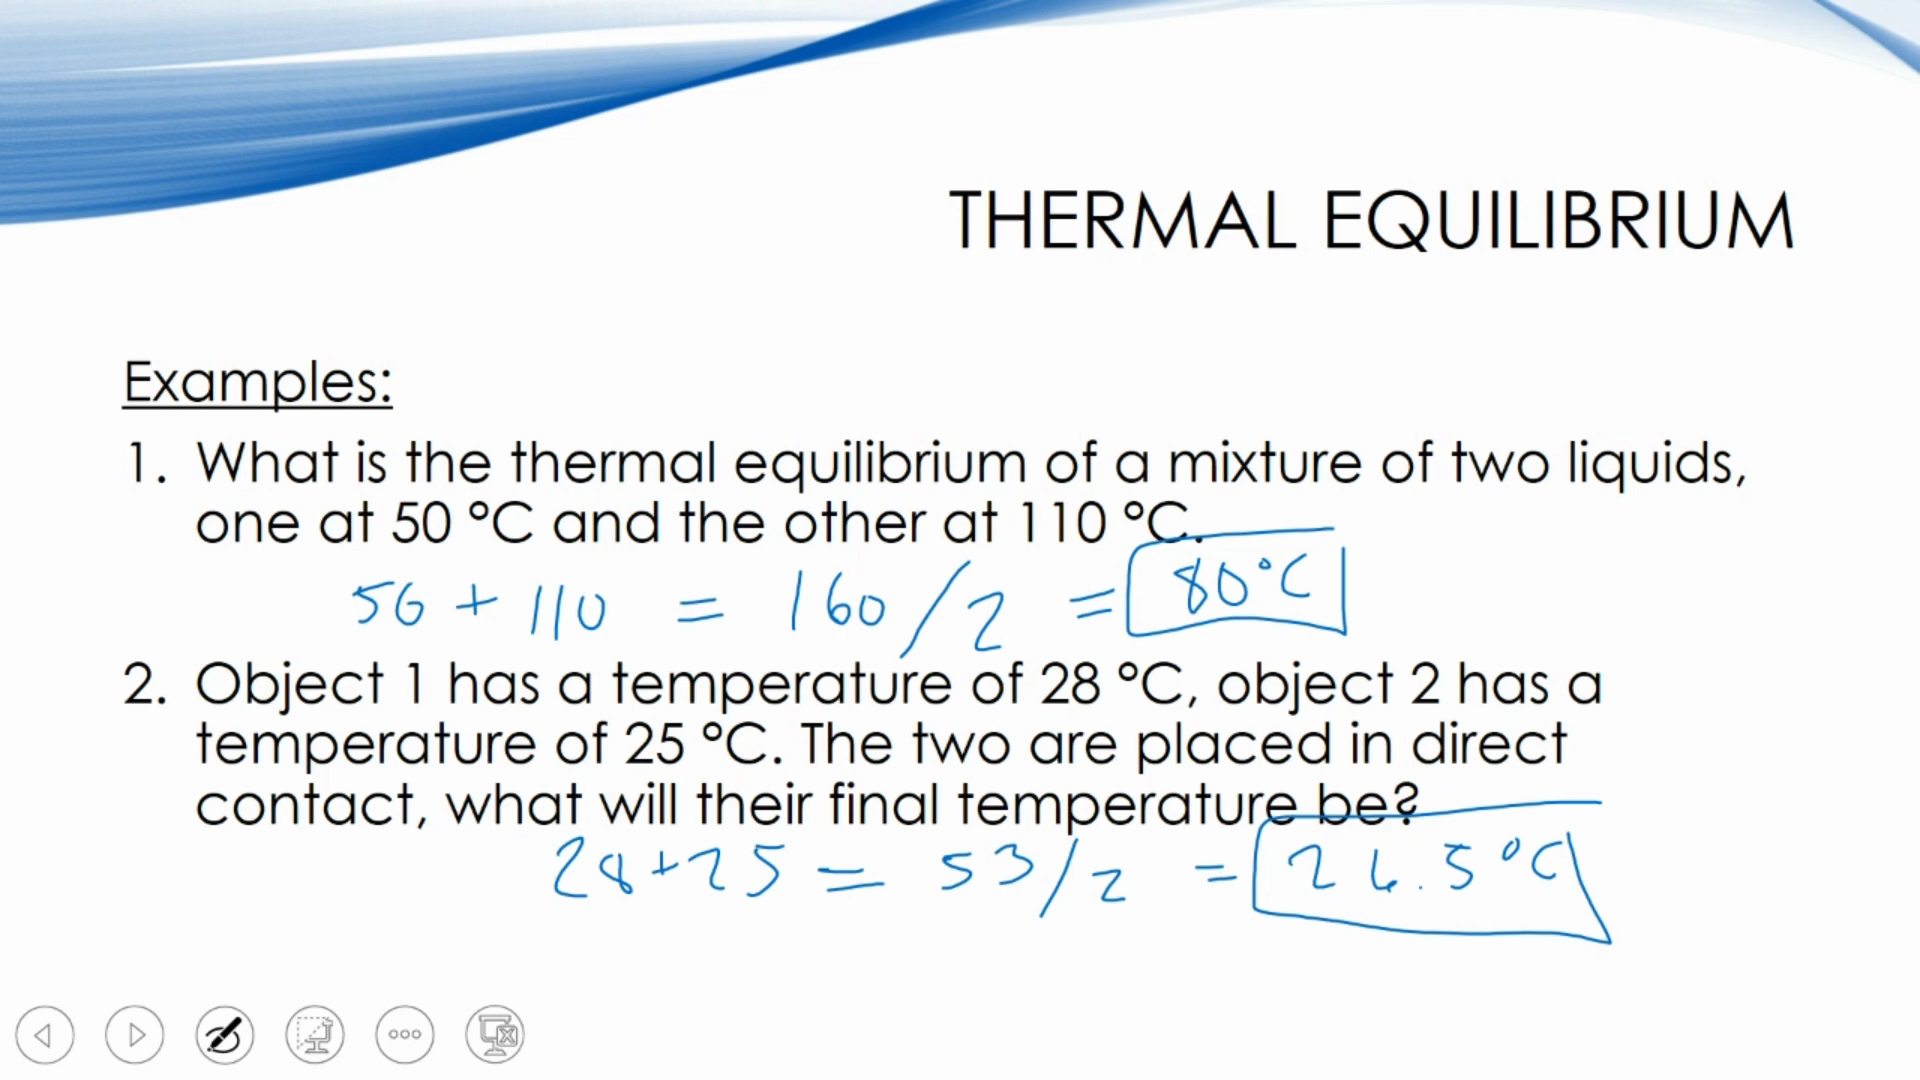 THERMAL EQUILIBRIUM
Examples:
1. What is the thermal equilibrium of a mixture of two liquids,
one at 50 °C and the other at 110 °C.
50 + 110 = 160/2 = 80°C
2. Object 1 has a temperature of 28 °C, object 2 has a
temperature of 25 °C. The two are placed in direct
contact, what will their final temperature be?
28+25 = 53/2 = 26.5°C